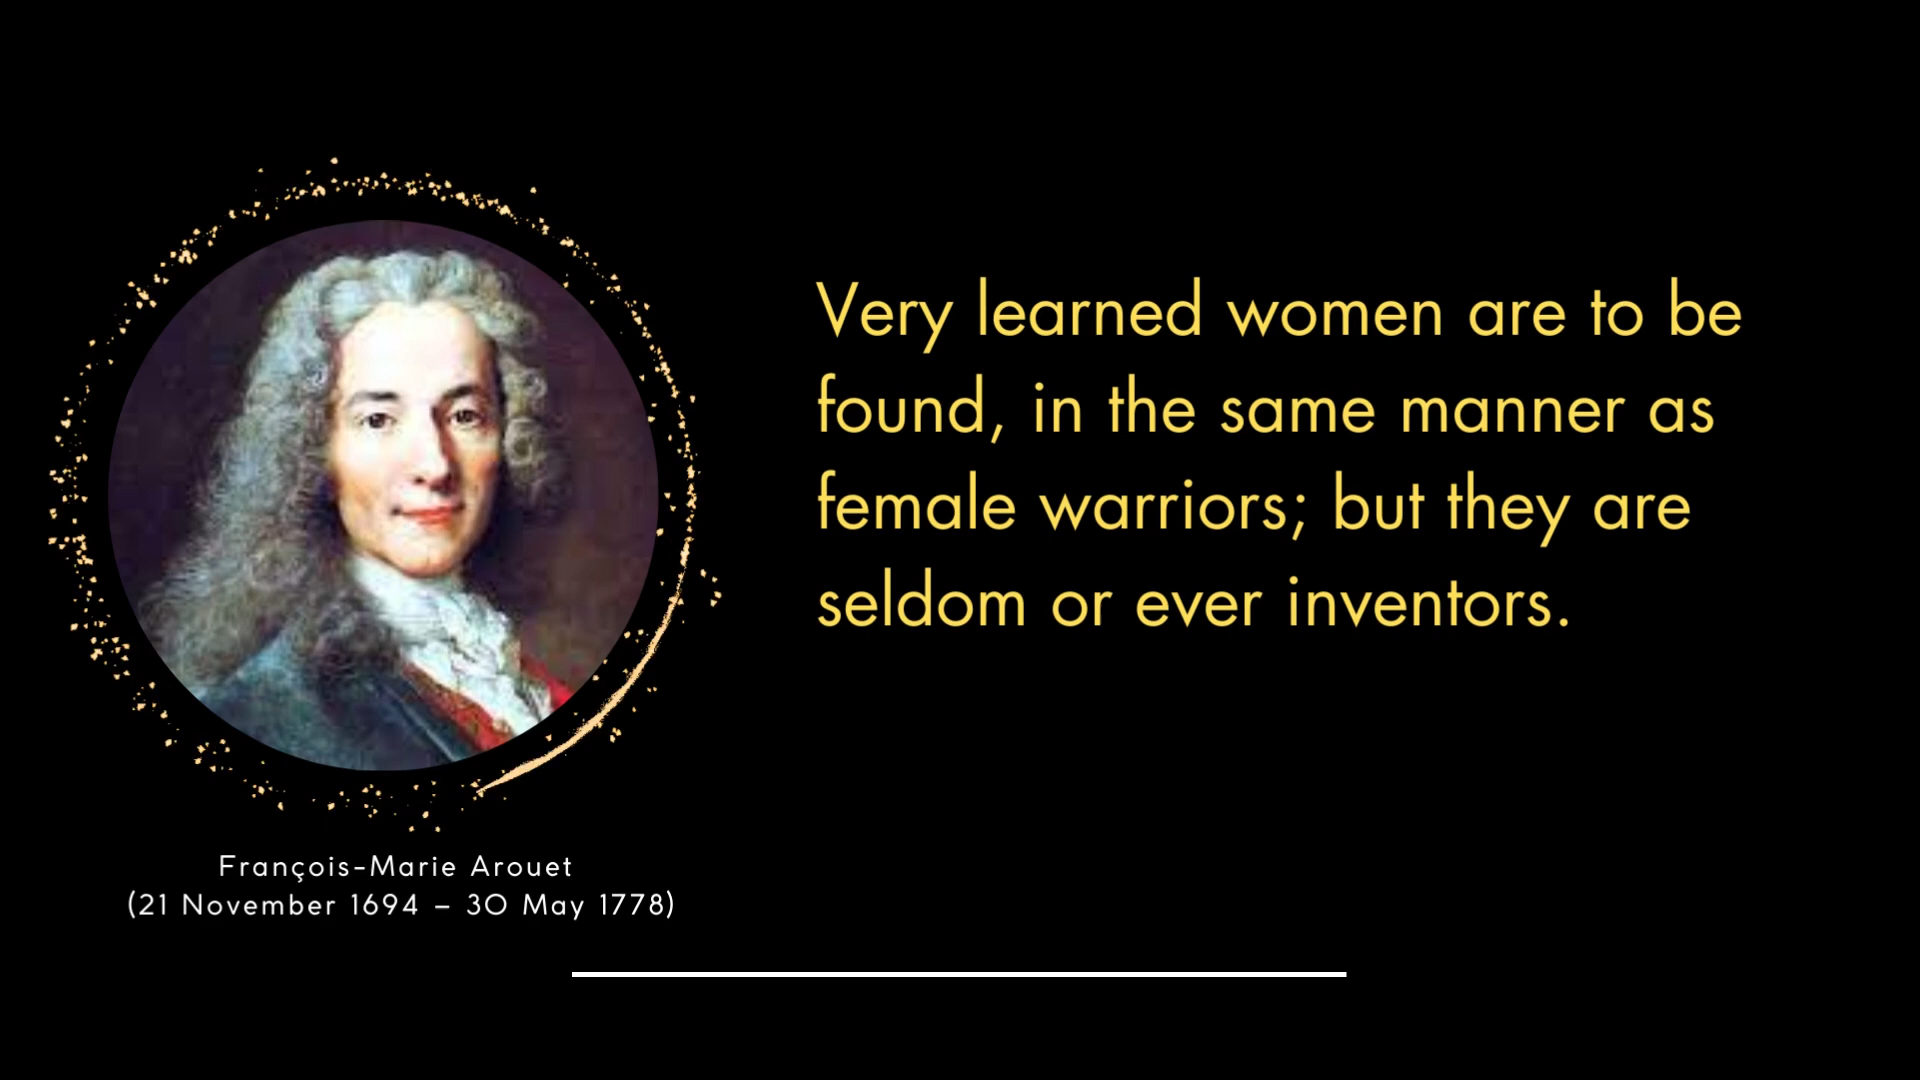 Very learned women are to be
found, in the same manner as
female warriors; but they are
seldom or ever inventors.
François-Marie Arouet
(21 November 1694 – 30 May 1778)